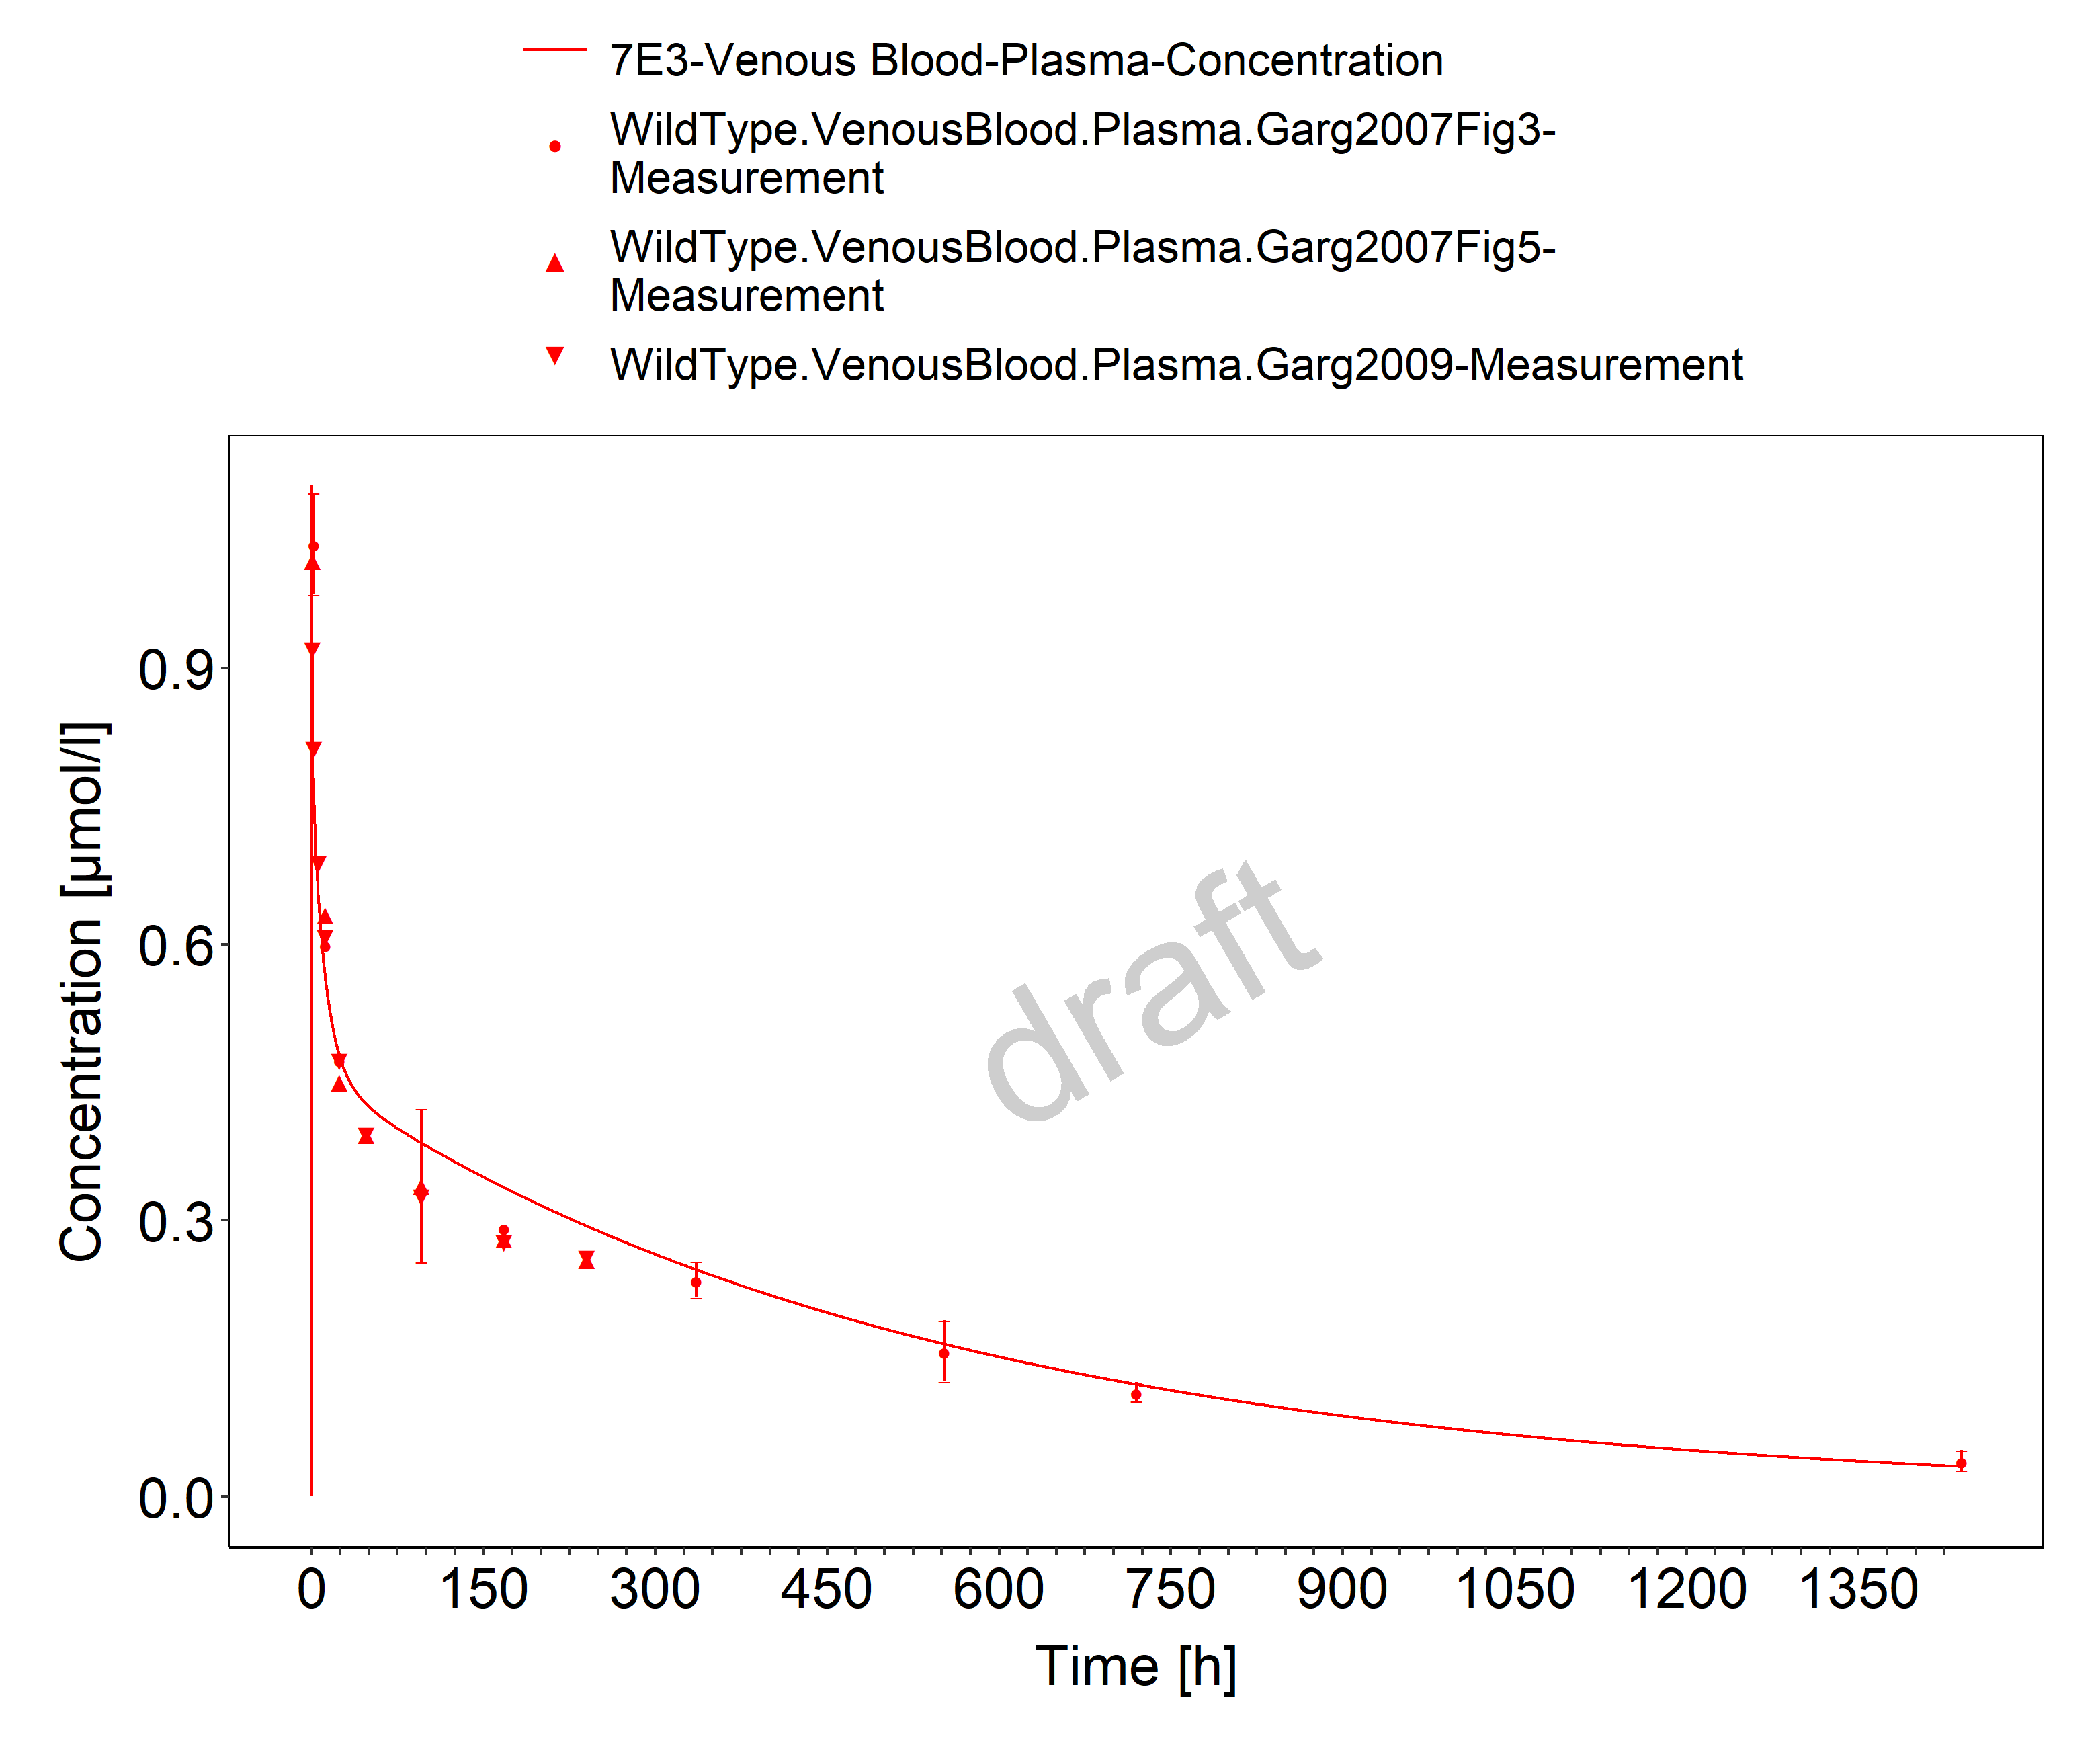 7E3-Venous Blood-Plasma-Concentration
WildType.VenousBlood.Plasma.Garg2007Fig3-
Measurement
WildType.VenousBlood.Plasma.Garg2007Fig5-
Measurement
WildType.VenousBlood.Plasma.Garg2009-Measurement
Concentration [µmol/l]
0.9
0.6
0.3
0.0
draft
0 150 300 450 600 750 900 1050 1200 1350
Time [h]